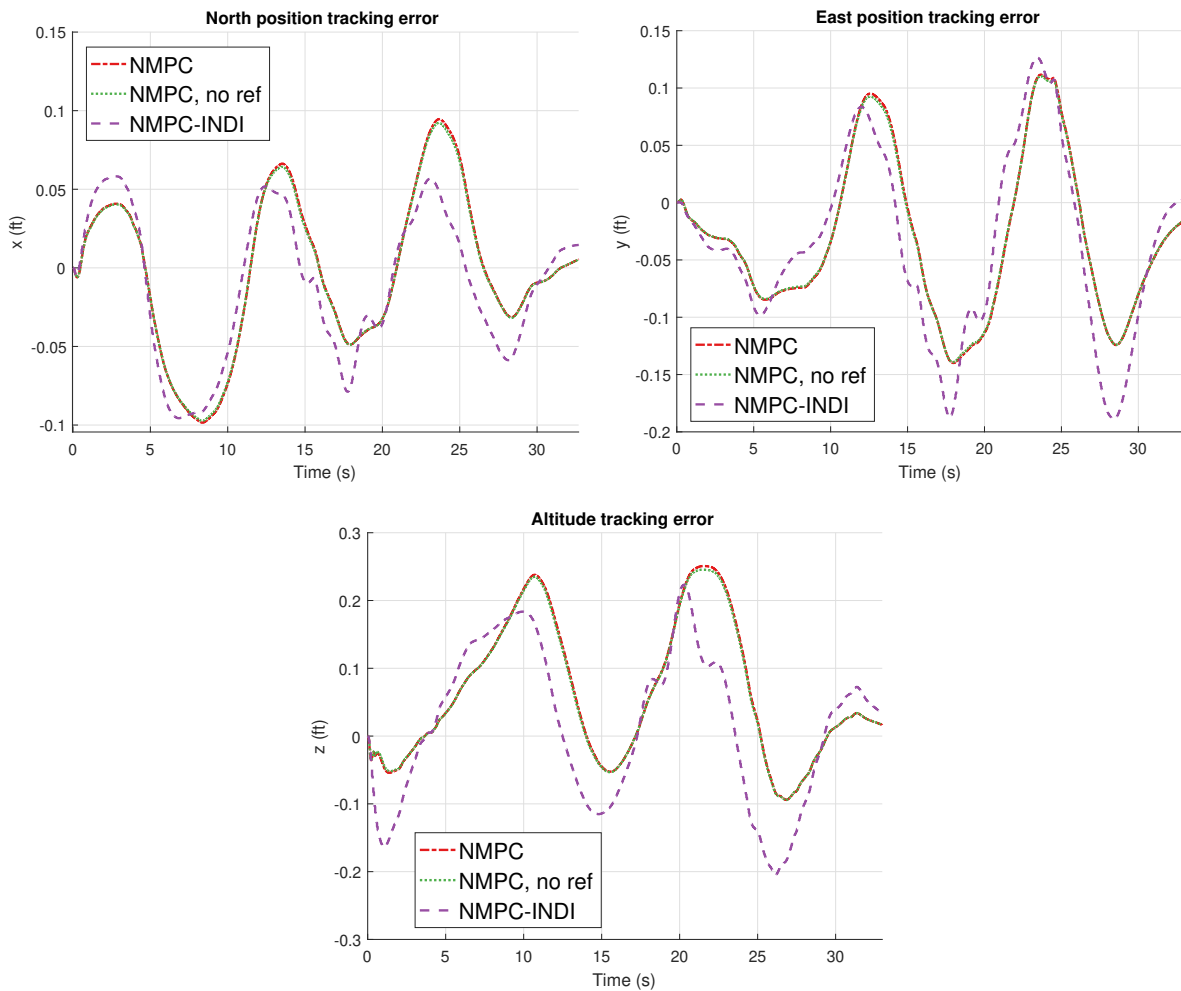 North position tracking error
0.15
0.1
0.05
0
-0.05
-0.1
x (ft)
NMPC
NMPC, no ref
NMPC-INDI
0 5 10 15 20 25 30
Time (s)
East position tracking error
0.15
0.1
0.05
0
-0.05
-0.1
-0.15
-0.2
y (ft)
NMPC
NMPC, no ref
NMPC-INDI
0 5 10 15 20 25 30
Time (s)
Altitude tracking error
0.3
0.2
0.1
0
-0.1
-0.2
-0.3
z (ft)
NMPC
NMPC, no ref
NMPC-INDI
0 5 10 15 20 25 30
Time (s)